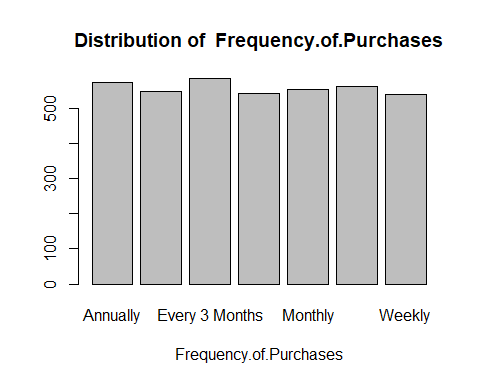 Distribution of  Frequency.of.Purchases
500
300
100
0
Annually Every 3 Months Monthly Weekly
Frequency.of.Purchases